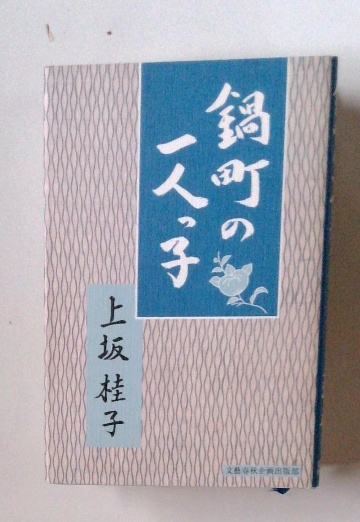 鍋町の
一人っ子
上坂桂子
文藝春秋企画出版部